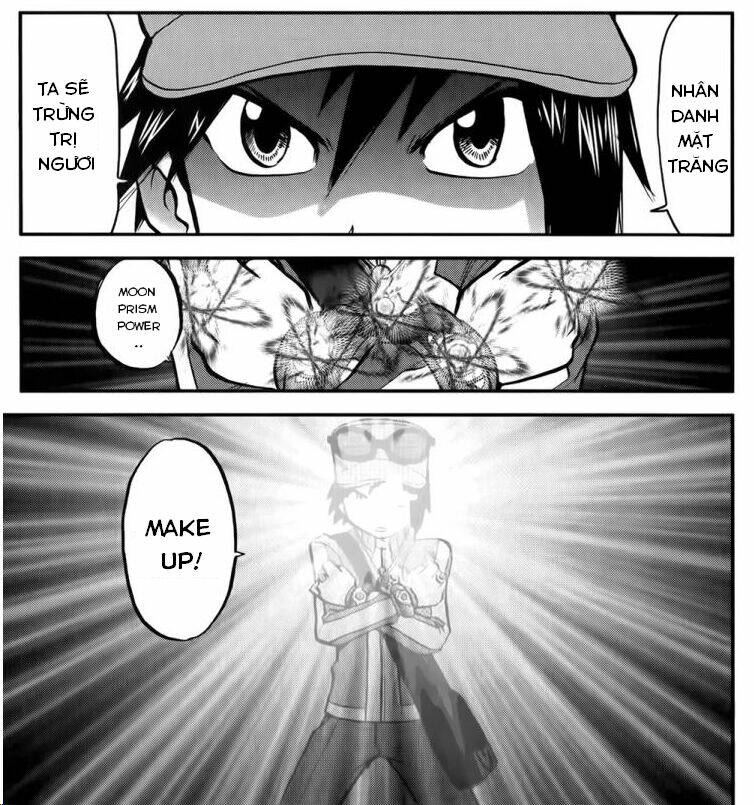 NHÂN
DANH
MẶT
TRĂNG
TA SẼ
TRỪNG
TRỊ
NGƯƠI
MOON
PRISM
POWER
..
MAKE
UP!